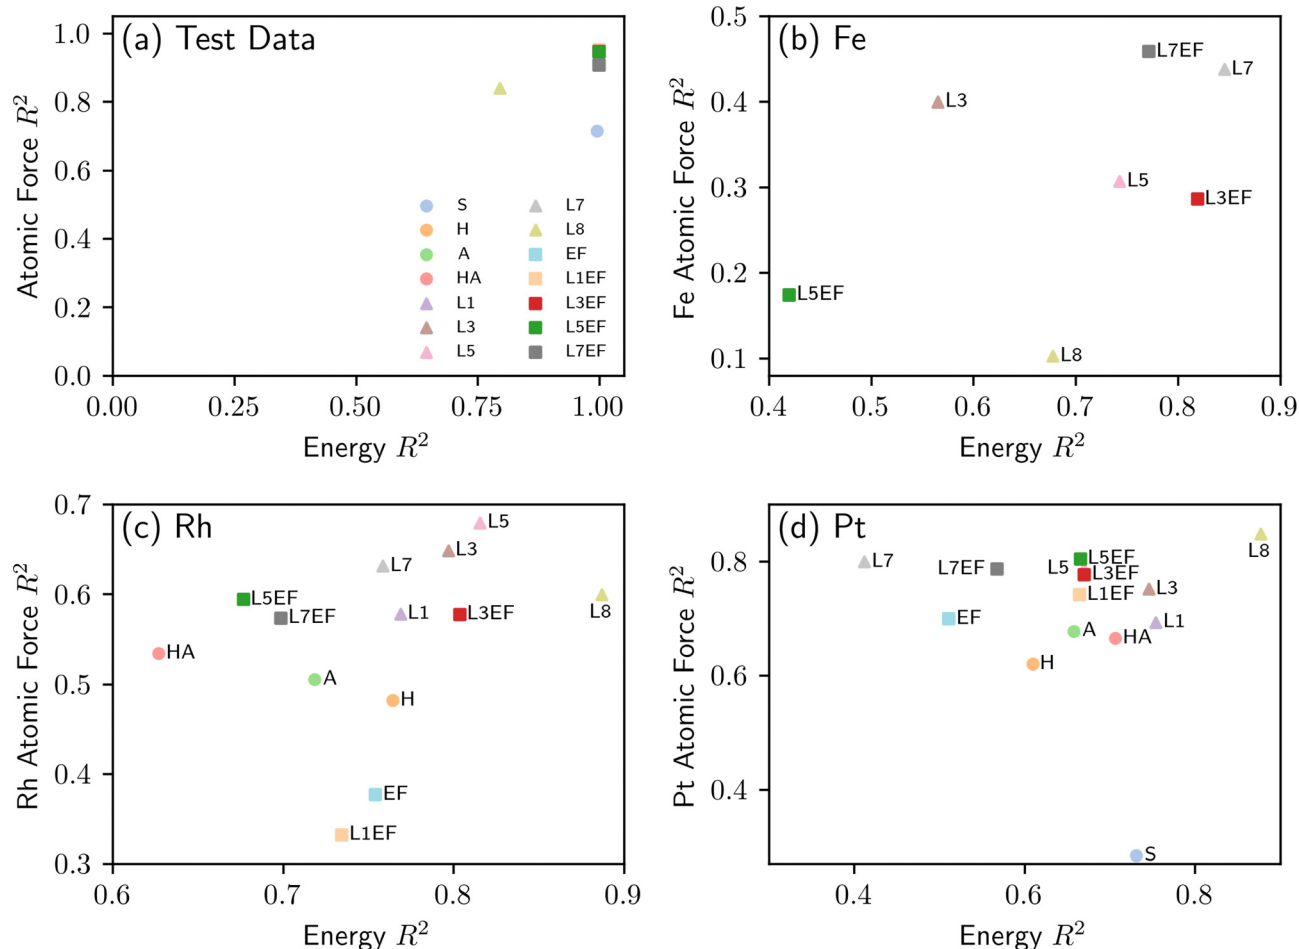 (a) Test Data
1.0
0.8
0.6
0.4
0.2
0.0
Atomic Force R²
S
H
A
HA
L1
L3
L5
L7
L8
EF
L1EF
L3EF
L5EF
L7EF
0.00 0.25 0.50 0.75 1.00
Energy R²
(b) Fe
0.5
0.4
0.3
0.2
0.1
Fe Atomic Force R²
L7EF
L7
L3
L5
L3EF
L5EF
L8
0.4 0.5 0.6 0.7 0.8 0.9
Energy R²
(c) Rh
0.7
0.6
0.5
0.4
0.3
Rh Atomic Force R²
L5
L3
L7
L5EF
L7EF
L1
L3EF
L8
HA
A
H
EF
L1EF
0.6 0.7 0.8 0.9
Energy R²
(d) Pt
0.8
0.6
0.4
Pt Atomic Force R²
L8
L7
L7EF
L5
L5EF
L3EF
L1EF
L3
EF
A
HA
L1
H
S
0.4 0.6 0.8
Energy R²